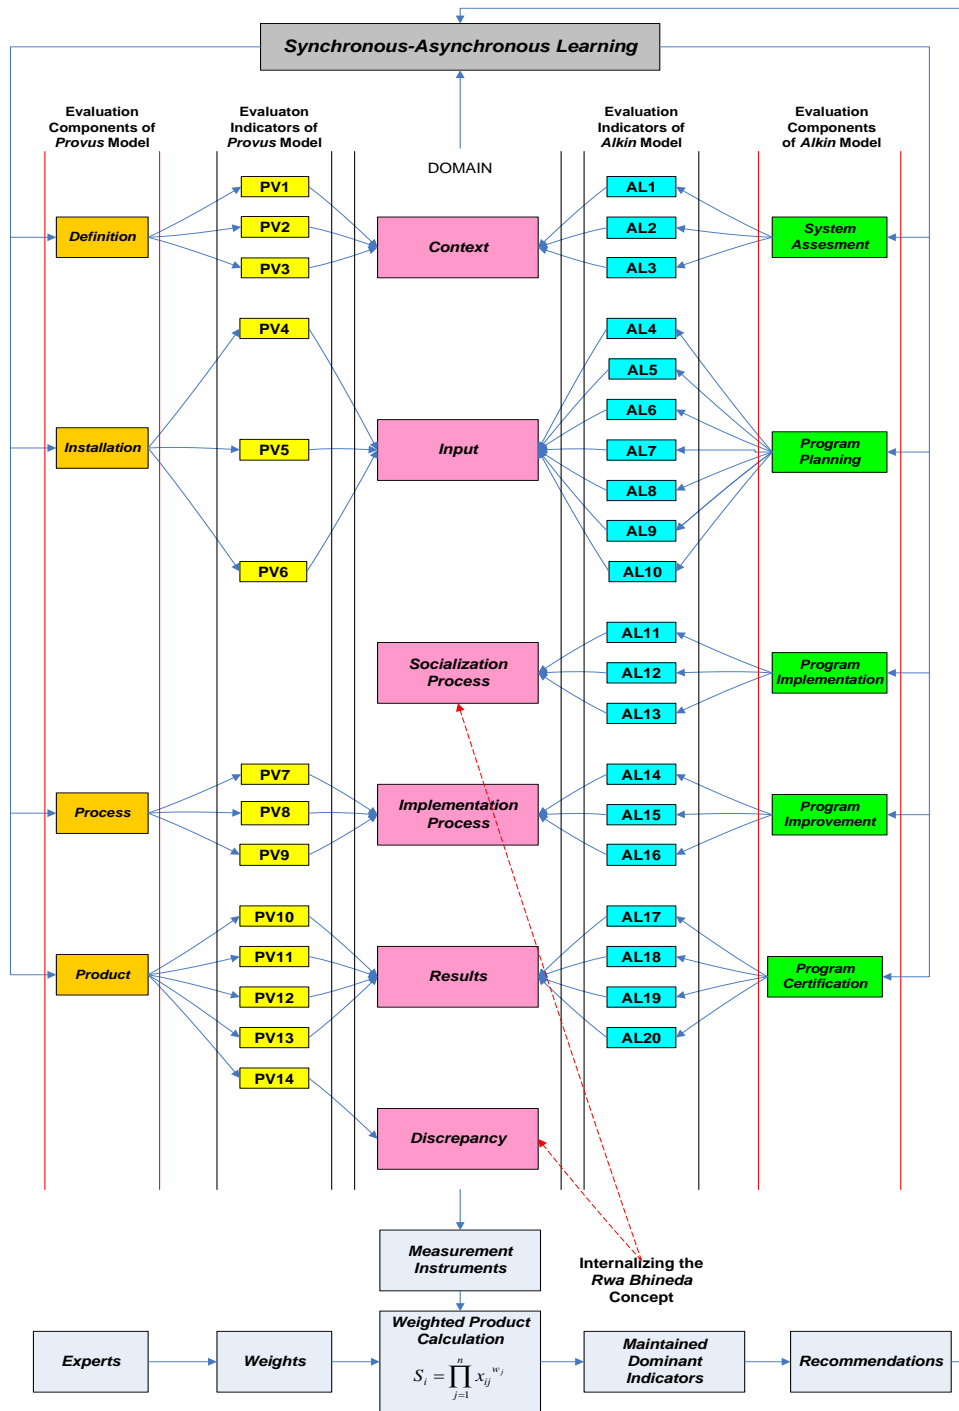 Synchronous-Asynchronous Learning
Evaluation
Components of
Provus Model
Evaluaton
Indicators of
Provus Model
DOMAIN
Evaluation
Indicators of
Alkin Model
Evaluation
Components
of Alkin Model
Definition
PV1
PV2
PV3
Context
AL1
AL2
AL3
System
Assesment
Installation
PV4
PV5
PV6
Input
AL4
AL5
AL6
AL7
AL8
AL9
AL10
Program
Planning
Socialization
Process
AL11
AL12
AL13
Program
Implementation
Process
PV7
PV8
PV9
Implementation
Process
AL14
AL15
AL16
Program
Improvement
Product
PV10
PV11
PV12
PV13
PV14
Results
AL17
AL18
AL19
AL20
Program
Certification
Discrepancy
Measurement
Instruments
Internalizing the
Rwa Bhineda
Concept
Experts
Weights
Weighted Product
Calculation
S_i = ∏_{j=1}^{n} x_{ij}^{w_j}
Maintained
Dominant
Indicators
Recommendations